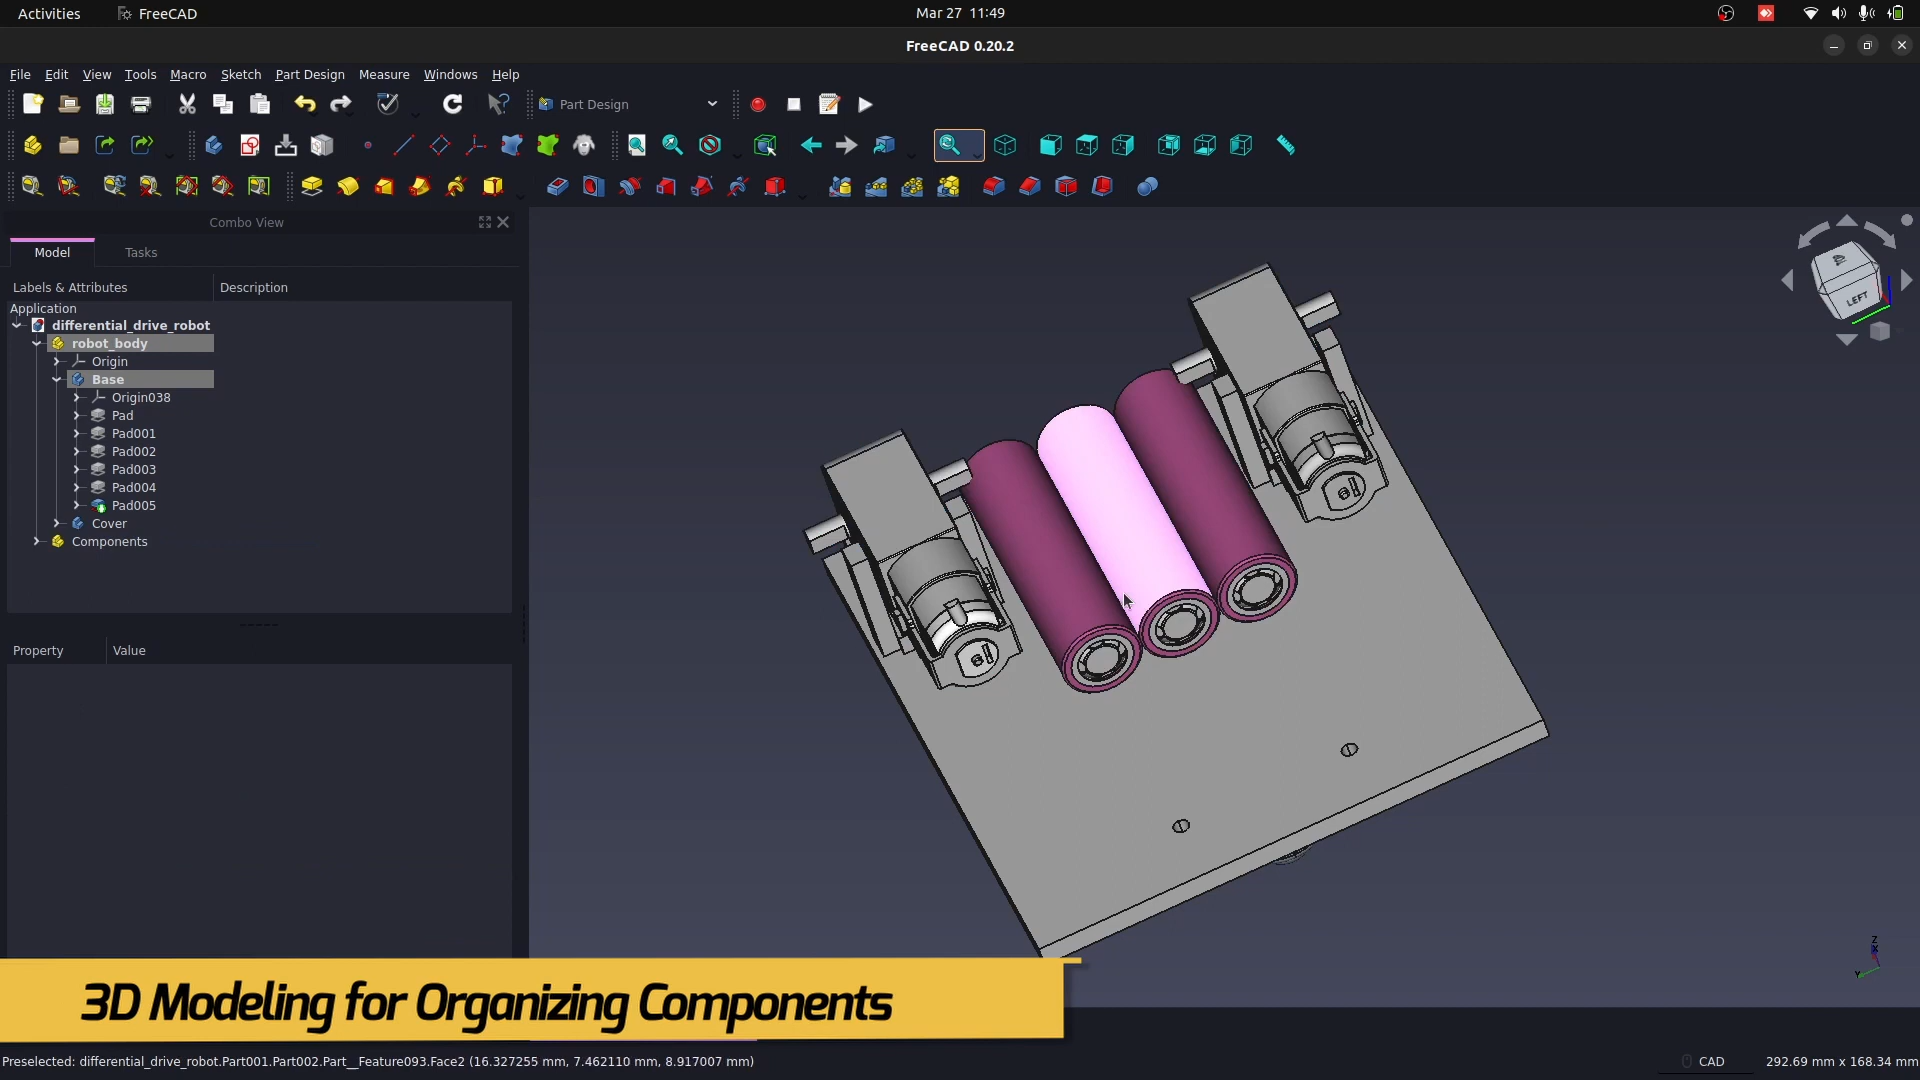 Activities
FreeCAD
Mar 27 11:49
FreeCAD 0.20.2
File Edit View Tools Macro Sketch Part Design Measure Windows Help
Part Design
Combo View
Model Tasks
Labels & Attributes Description
Application
differential_drive_robot
robot_body
Origin
Base
Origin038
Pad
Pad001
Pad002
Pad003
Pad004
Pad005
Cover
Components
Property Value
LEFT
Z
X
Y
3D Modeling for Organizing Components
Preselected: differential_drive_robot.Part001.Part002.Part__Feature093.Face2 (16.327255 mm, 7.462110 mm, 8.917007 mm)
CAD
292.69 mm x 168.34 mm